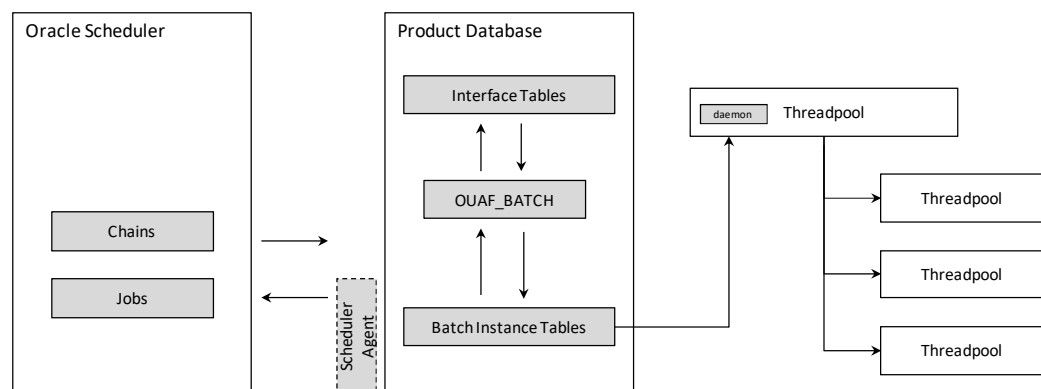 Oracle Scheduler
Chains
Jobs
Scheduler
Agent
Product Database
Interface Tables
OUAF_BATCH
Batch Instance Tables
daemon
Threadpool
Threadpool
Threadpool
Threadpool